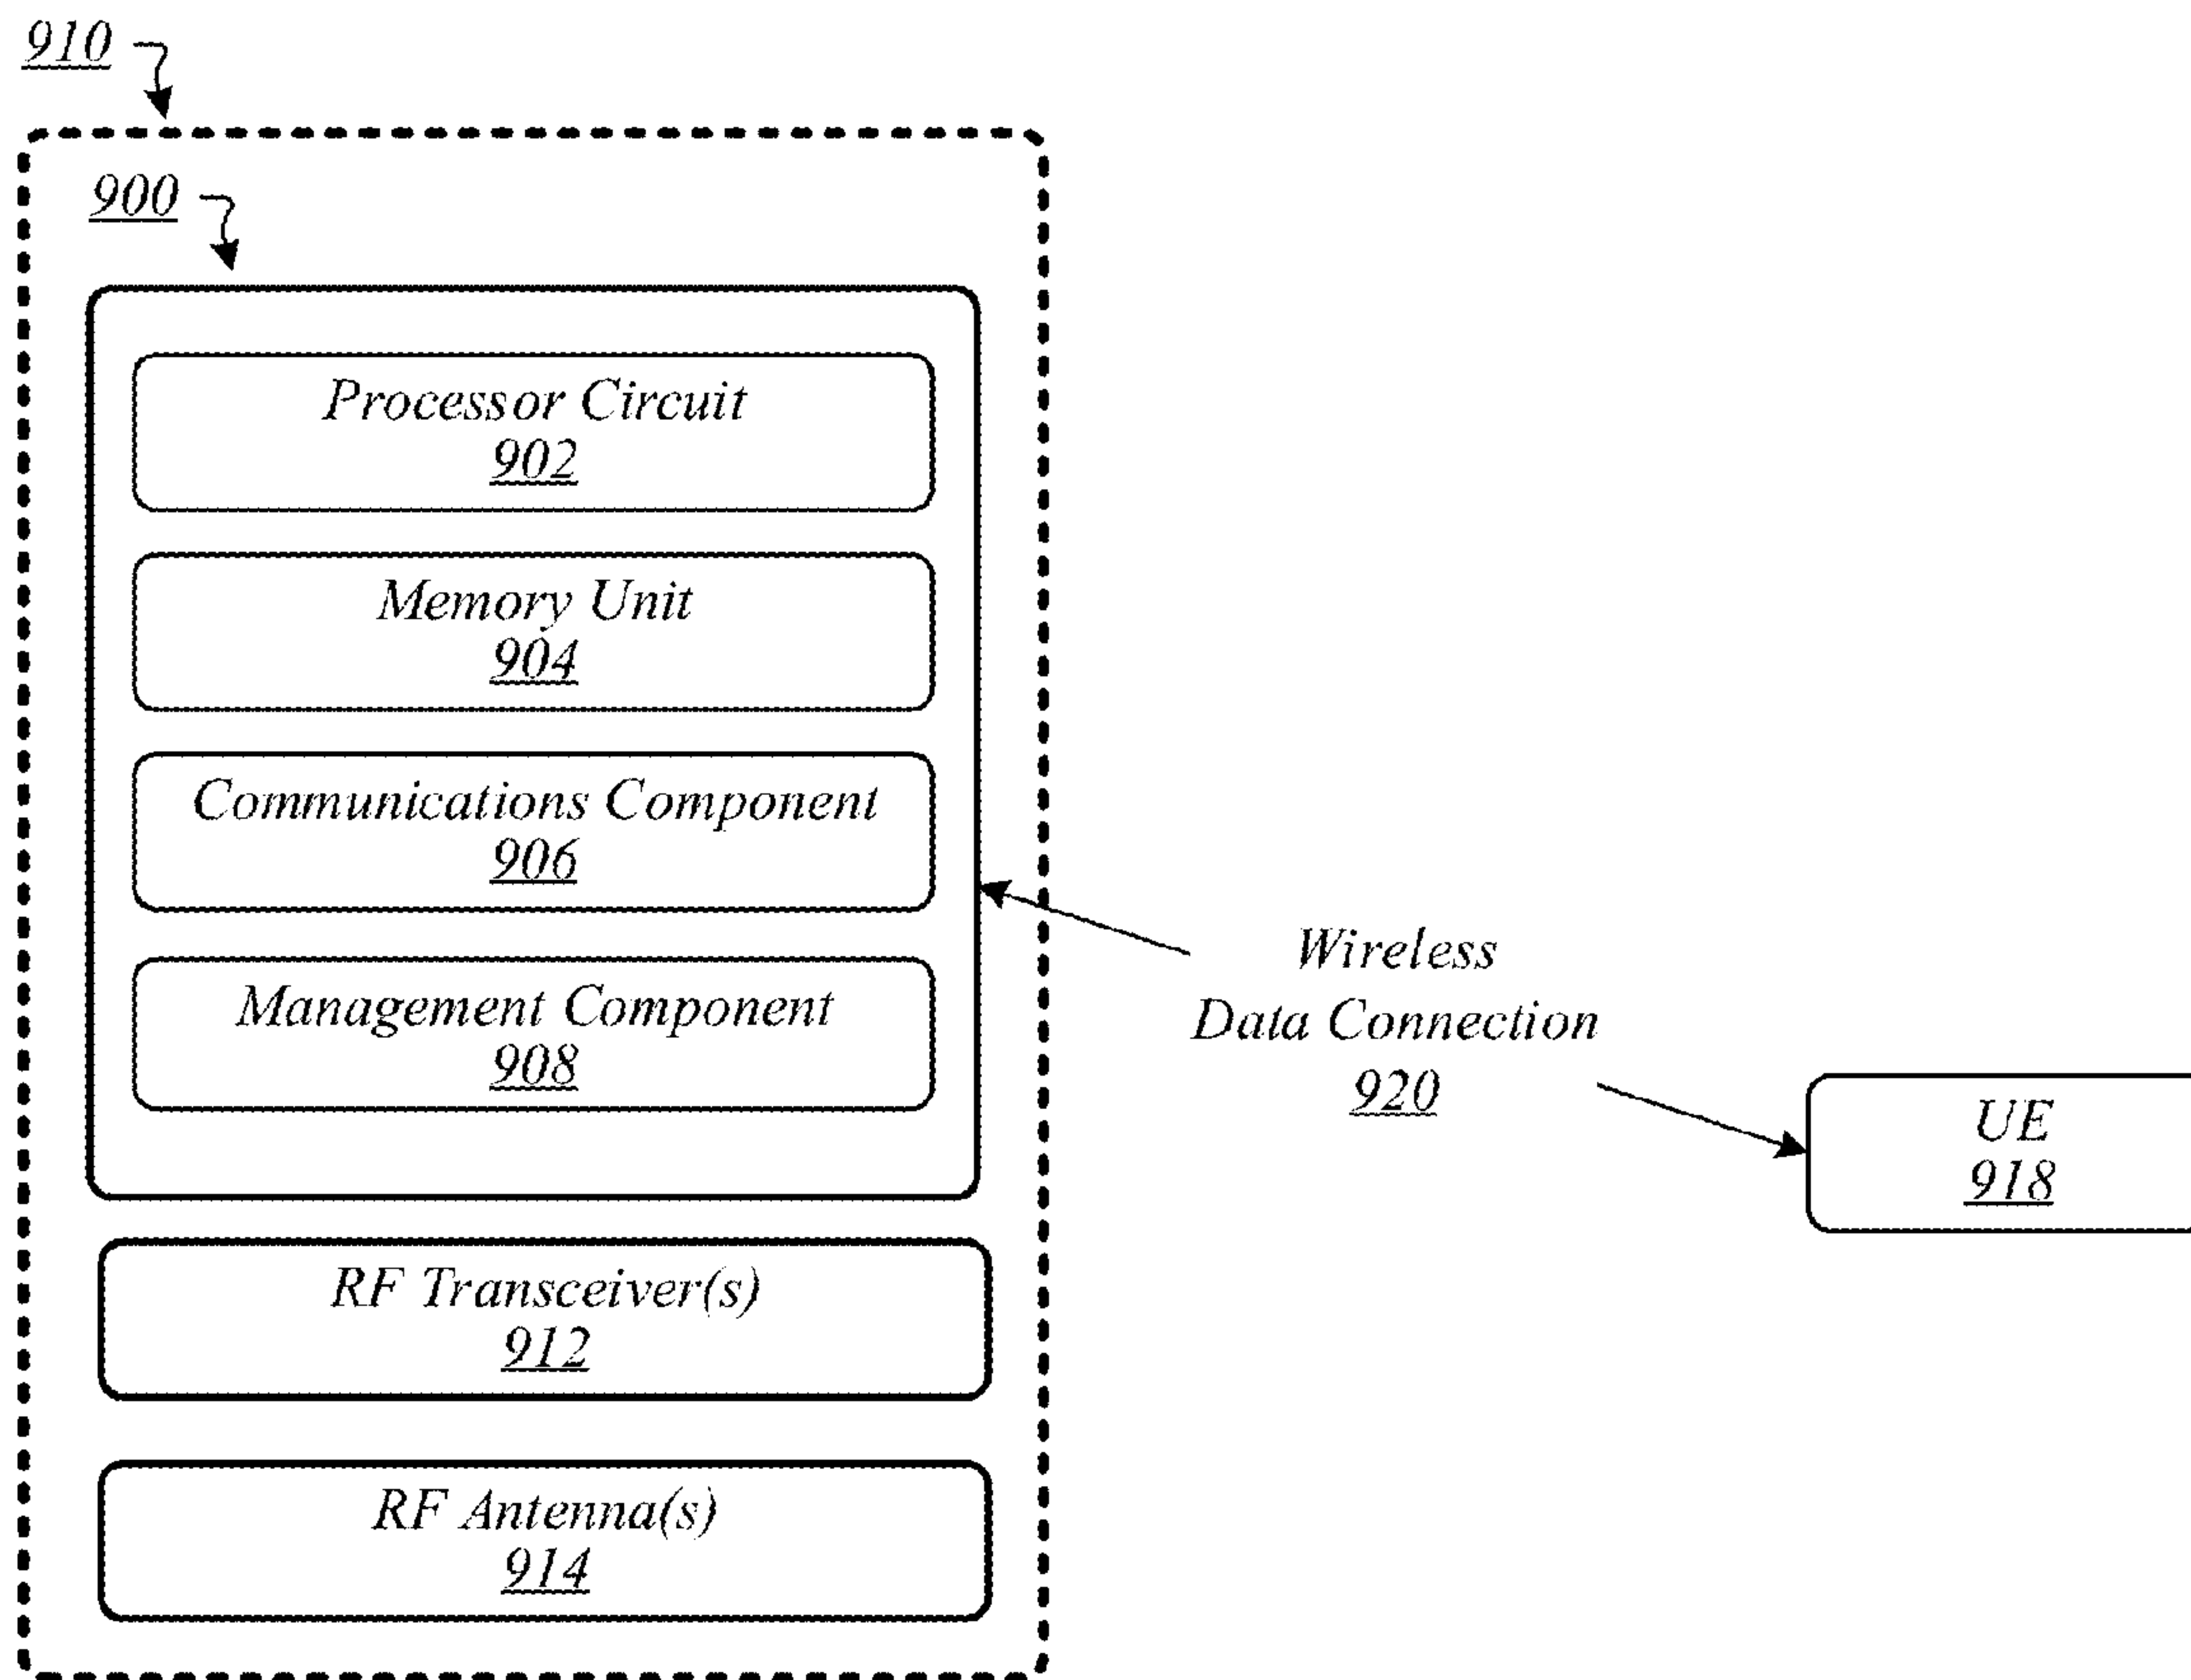 910
900
Processor Circuit
902
Memory Unit
904
Communications Component
906
Management Component
908
Wireless
Data Connection
920
UE
918
RF Transceiver(s)
912
RF Antenna(s)
914